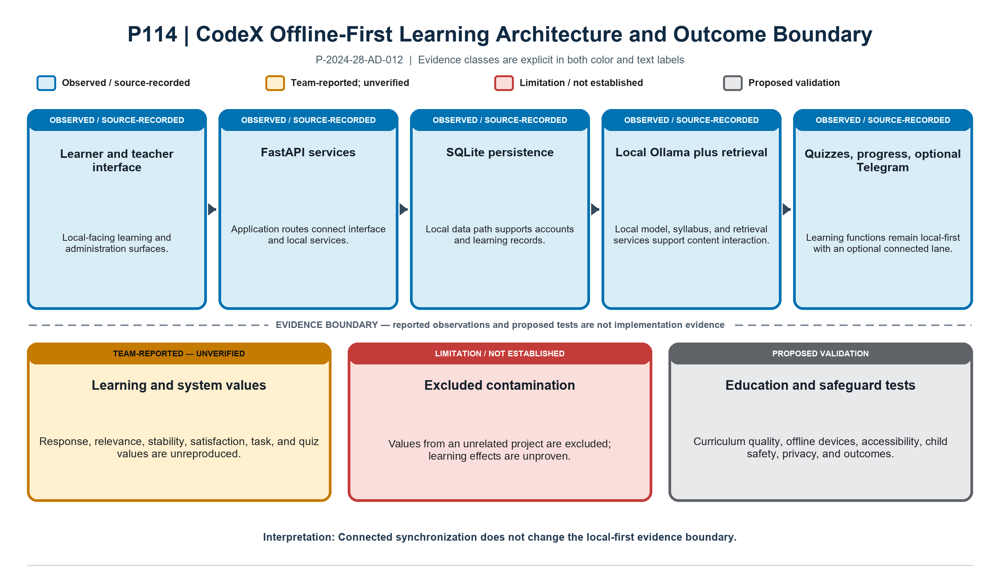 P114 | CodeX Offline-First Learning Architecture and Outcome Boundary
P-2024-28-AD-012 | Evidence classes are explicit in both color and text labels
Observed / source-recorded
Team-reported; unverified
Limitation / not established
Proposed validation
OBSERVED / SOURCE-RECORDED
Learner and teacher
interface
Local-facing learning and
administration surfaces.
OBSERVED / SOURCE-RECORDED
FastAPI services
Application routes connect interface
and local services.
OBSERVED / SOURCE-RECORDED
SQLite persistence
Local data path supports accounts
and learning records.
OBSERVED / SOURCE-RECORDED
Local Ollama plus retrieval
Local model, syllabus, and retrieval
services support content interaction.
OBSERVED / SOURCE-RECORDED
Quizzes, progress, optional
Telegram
Learning functions remain local-first
with an optional connected lane.
EVIDENCE BOUNDARY — reported observations and proposed tests are not implementation evidence
TEAM-REPORTED — UNVERIFIED
Learning and system values
Response, relevance, stability, satisfaction, task, and quiz
values are unreproduced.
LIMITATION / NOT ESTABLISHED
Excluded contamination
Values from an unrelated project are excluded;
learning effects are unproven.
PROPOSED VALIDATION
Education and safeguard tests
Curriculum quality, offline devices, accessibility, child
safety, privacy, and outcomes.
Interpretation: Connected synchronization does not change the local-first evidence boundary.